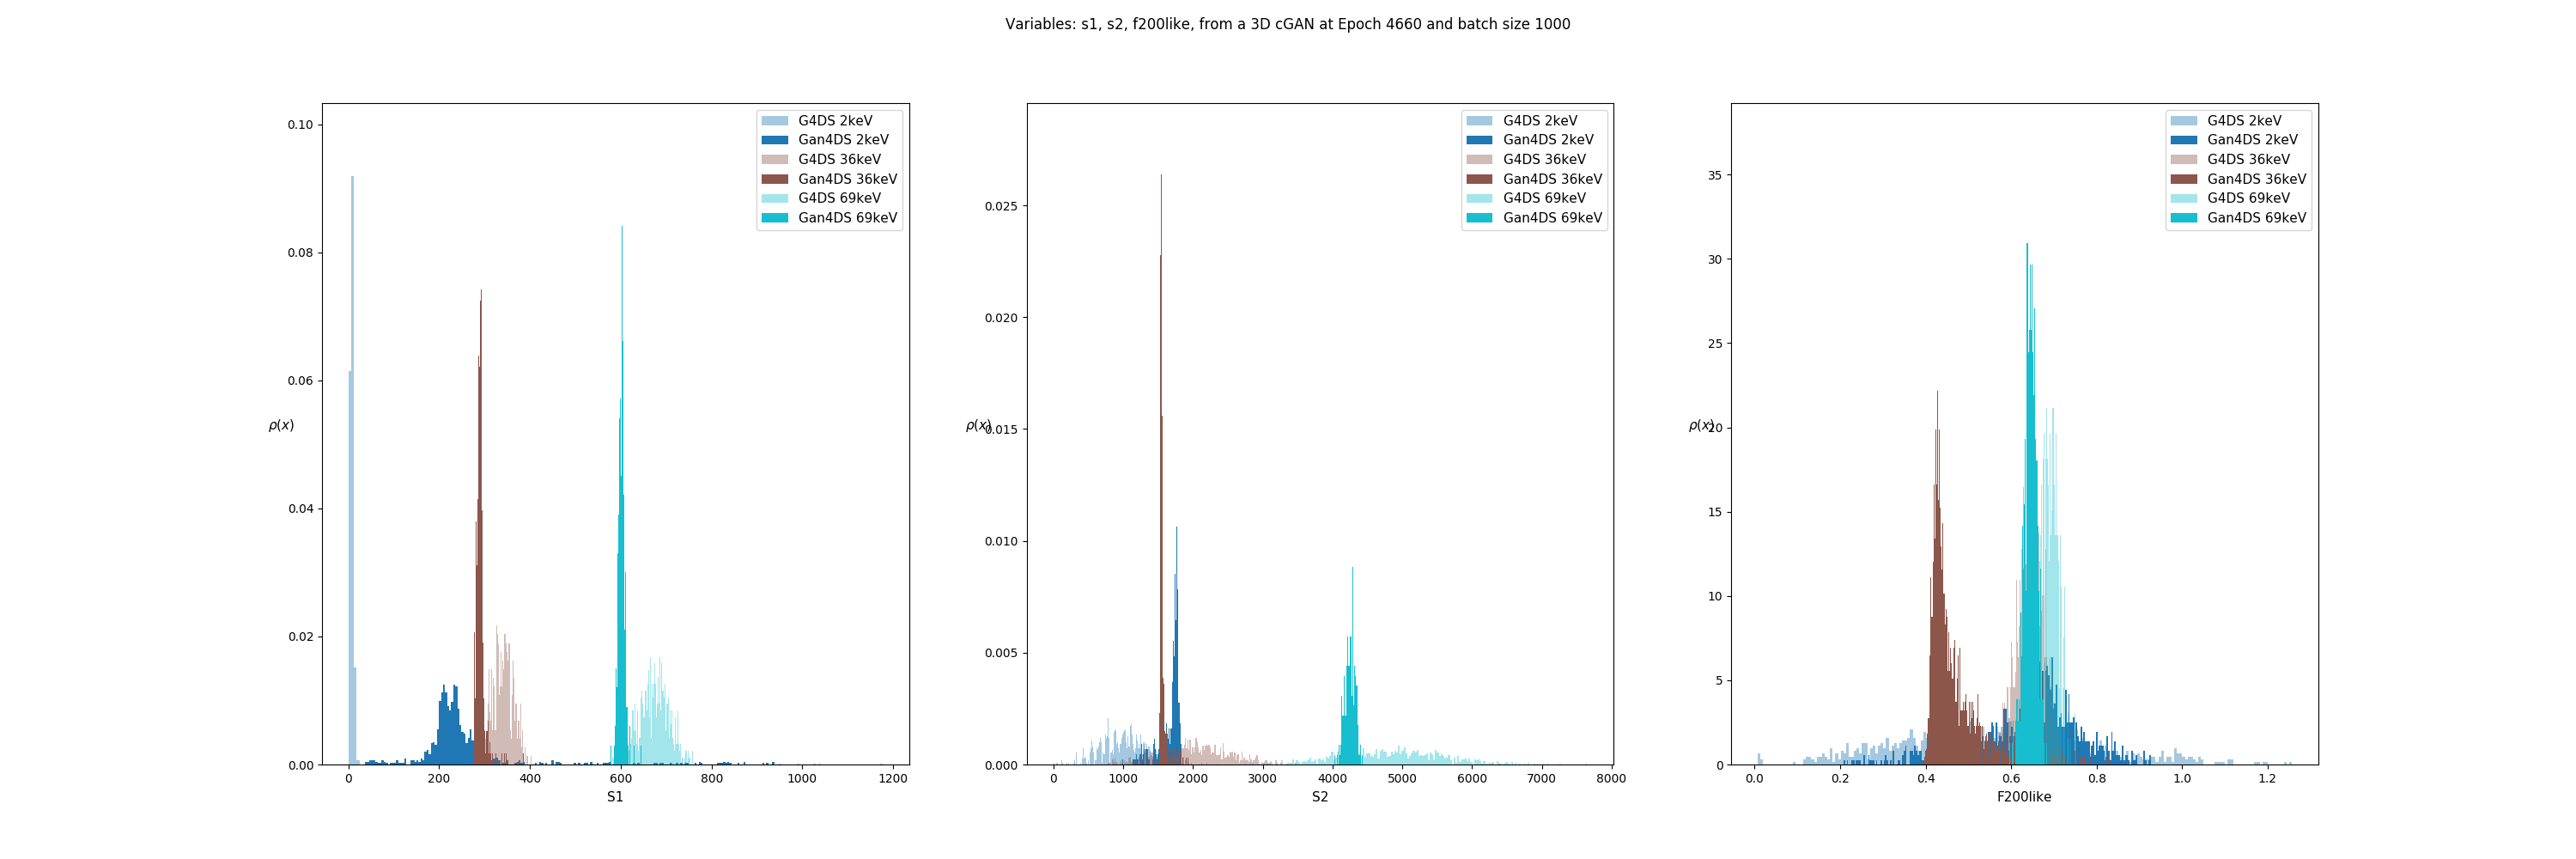 Variables: s1, s2, f200like, from a 3D cGAN at Epoch 4660 and batch size 1000
G4DS 2keV
Gan4DS 2keV
G4DS 36keV
Gan4DS 36keV
G4DS 69keV
Gan4DS 69keV
0.10
0.08
0.06
0.04
0.02
0.00
ρ(x)
0 200 400 600 800 1000 1200
S1
G4DS 2keV
Gan4DS 2keV
G4DS 36keV
Gan4DS 36keV
G4DS 69keV
Gan4DS 69keV
0.025
0.020
0.015
0.010
0.005
0.000
ρ(x)
0 1000 2000 3000 4000 5000 6000 7000 8000
S2
G4DS 2keV
Gan4DS 2keV
G4DS 36keV
Gan4DS 36keV
G4DS 69keV
Gan4DS 69keV
35
30
25
20
15
10
5
0
ρ(x)
0.0 0.2 0.4 0.6 0.8 1.0 1.2
F200like